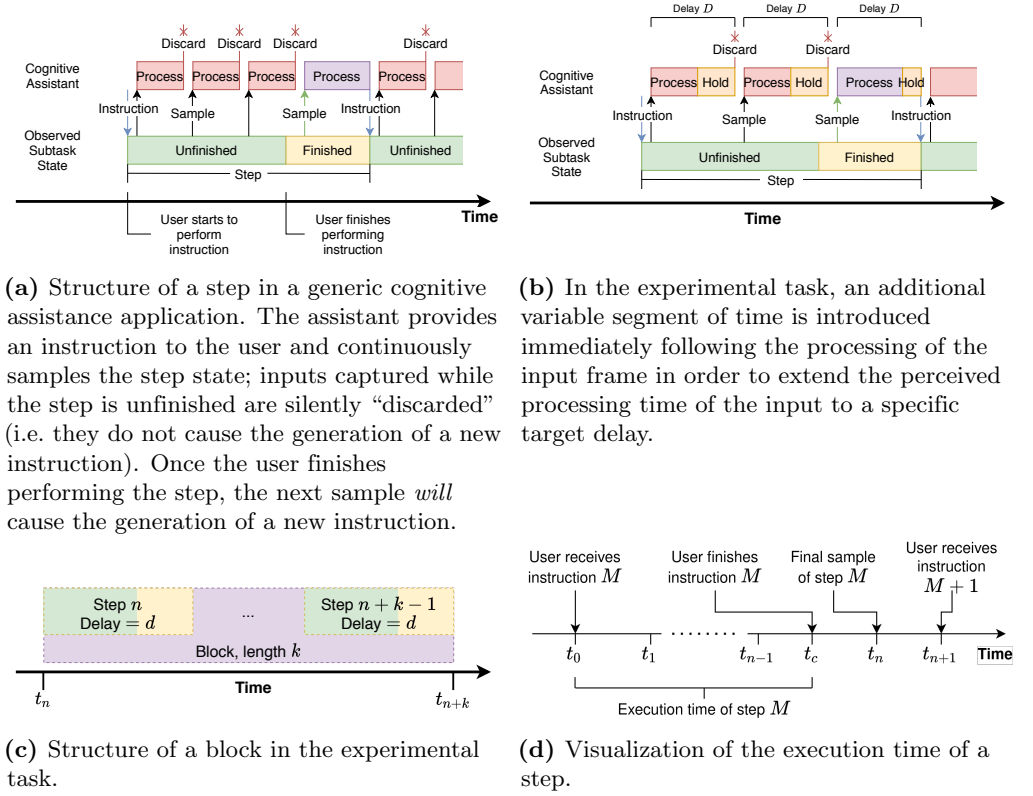 Discard Discard Discard Discard
Cognitive
Assistant
Process Process Process Process Process
Instruction Sample Sample Instruction
Observed
Subtask
State
Unfinished Finished Unfinished
Step
Time
User starts to
perform
instruction
User finishes
performing
instruction
(a) Structure of a step in a generic cognitive
assistance application. The assistant provides
an instruction to the user and continuously
samples the step state; inputs captured while
the step is unfinished are silently “discarded”
(i.e. they do not cause the generation of a new
instruction). Once the user finishes
performing the step, the next sample will
cause the generation of a new instruction.
Delay D Delay D Delay D
Discard Discard
Cognitive
Assistant
Process Hold Process Hold Process Hold
Instruction Sample Sample Instruction
Observed
Subtask
State
Unfinished Finished
Step
Time
(b) In the experimental task, an additional
variable segment of time is introduced
immediately following the processing of the
input frame in order to extend the perceived
processing time of the input to a specific
target delay.
Step n
Delay = d
...
Step n + k − 1
Delay = d
Block, length k
Time
t_n t_{n+k}
(c) Structure of a block in the experimental
task.
User receives
instruction M
User finishes
instruction M
Final sample
of step M
User receives
instruction
M + 1
t_0 t_1 t_{n−1} t_c t_n t_{n+1} Time
Execution time of step M
(d) Visualization of the execution time of a
step.